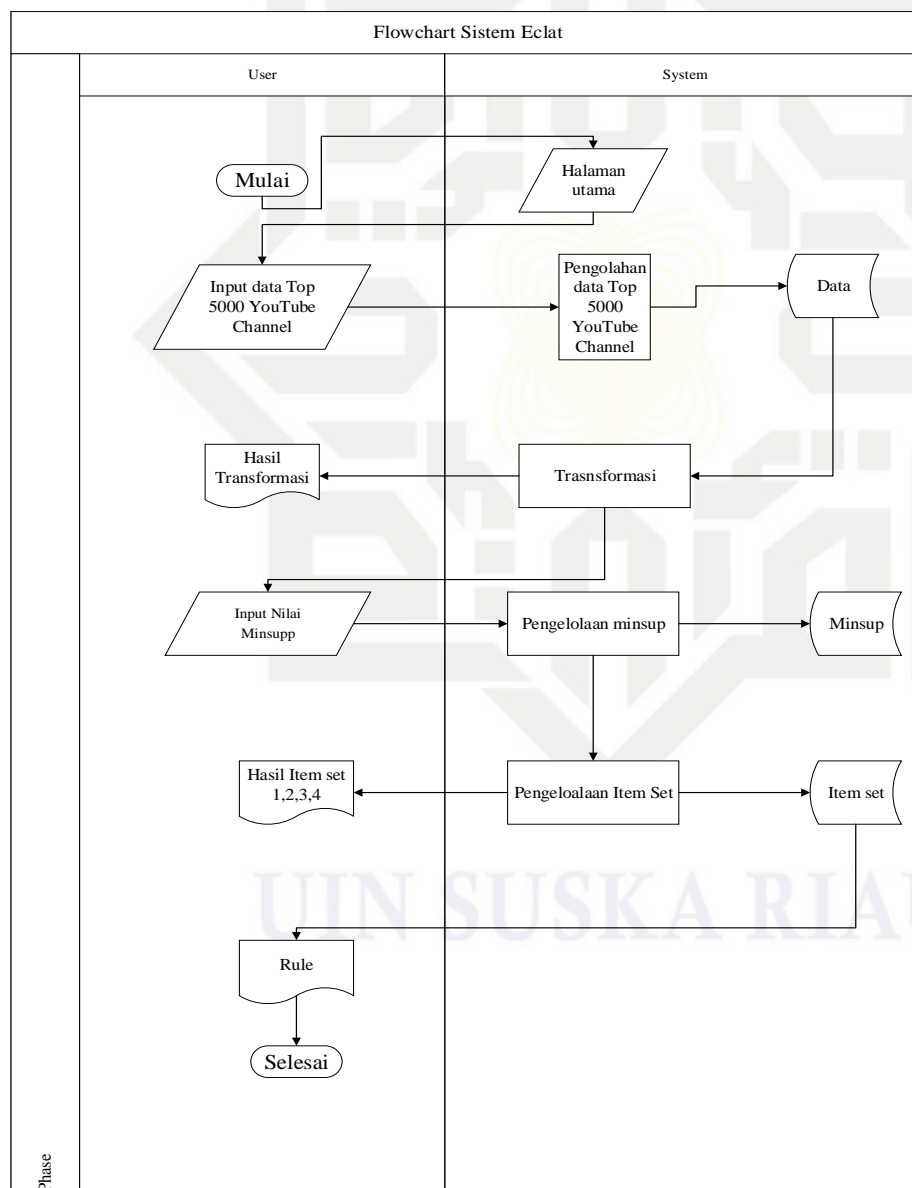 Flowchart Sistem Eclat
User
System
Mulai
Halaman
utama
Input data Top
5000 YouTube
Channel
Pengolahan
data Top
5000
YouTube
Channel
Data
Hasil
Transformasi
Trasnsformasi
Input Nilai
Minsupp
Pengelolaan minsup
Minsup
Hasil Item set
1,2,3,4
Pengeloalaan Item Set
Item set
UIN SUSKA RIAU
Rule
Selesai
Phase